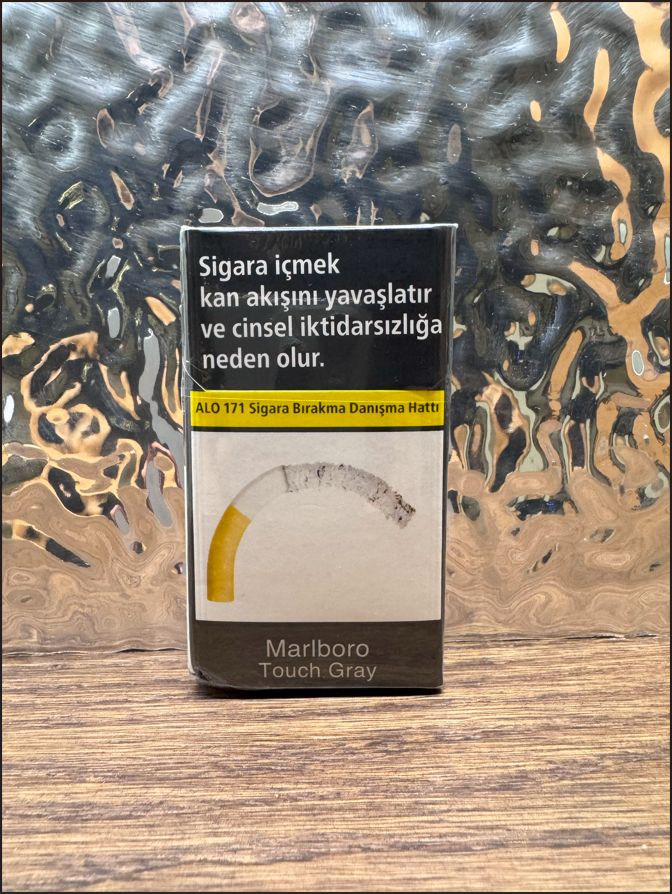 Sigara içmek
kan akışını yavaşlatır
ve cinsel iktidarsızlığa
neden olur.
ALO 171 Sigara Bırakma Danışma Hattı
Marlboro
Touch Gray